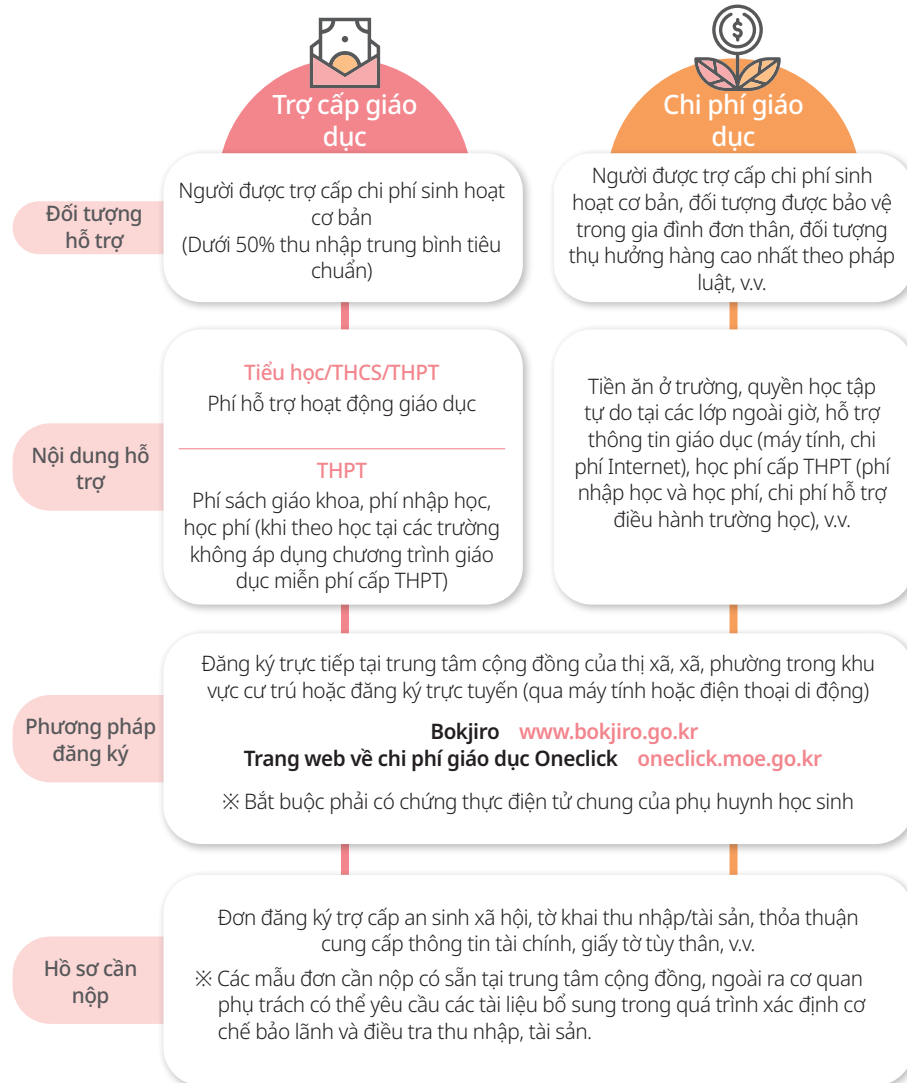 Trợ cấp giáo
dục
Chi phí giáo
dục
Đối tượng
hỗ trợ
Người được trợ cấp chi phí sinh hoạt
cơ bản
(Dưới 50% thu nhập trung bình tiêu
chuẩn)
Người được trợ cấp chi phí sinh
hoạt cơ bản, đối tượng được bảo vệ
trong gia đình đơn thân, đối tượng
thụ hưởng hàng cao nhất theo pháp
luật, v.v.
Nội dung hỗ
trợ
Tiểu học/THCS/THPT
Phí hỗ trợ hoạt động giáo dục
THPT
Phí sách giáo khoa, phí nhập học,
học phí (khi theo học tại các trường
không áp dụng chương trình giáo
dục miễn phí cấp THPT)
Tiền ăn ở trường, quyền học tập
tự do tại các lớp ngoài giờ, hỗ trợ
thông tin giáo dục (máy tính, chi
phí Internet), học phí cấp THPT (phí
nhập học và học phí, chi phí hỗ trợ
điều hành trường học), v.v.
Phương pháp
đăng ký
Đăng ký trực tiếp tại trung tâm cộng đồng của thị xã, xã, phường trong khu
vực cư trú hoặc đăng ký trực tuyến (qua máy tính hoặc điện thoại di động)
Bokjiro www.bokjiro.go.kr
Trang web về chi phí giáo dục Oneclick oneclick.moe.go.kr
※ Bắt buộc phải có chứng thực điện tử chung của phụ huynh học sinh
Hồ sơ cần
nộp
Đơn đăng ký trợ cấp an sinh xã hội, tờ khai thu nhập/tài sản, thỏa thuận
cung cấp thông tin tài chính, giấy tờ tùy thân, v.v.
※ Các mẫu đơn cần nộp có sẵn tại trung tâm cộng đồng, ngoài ra cơ quan
phụ trách có thể yêu cầu các tài liệu bổ sung trong quá trình xác định cơ
chế bảo lãnh và điều tra thu nhập, tài sản.